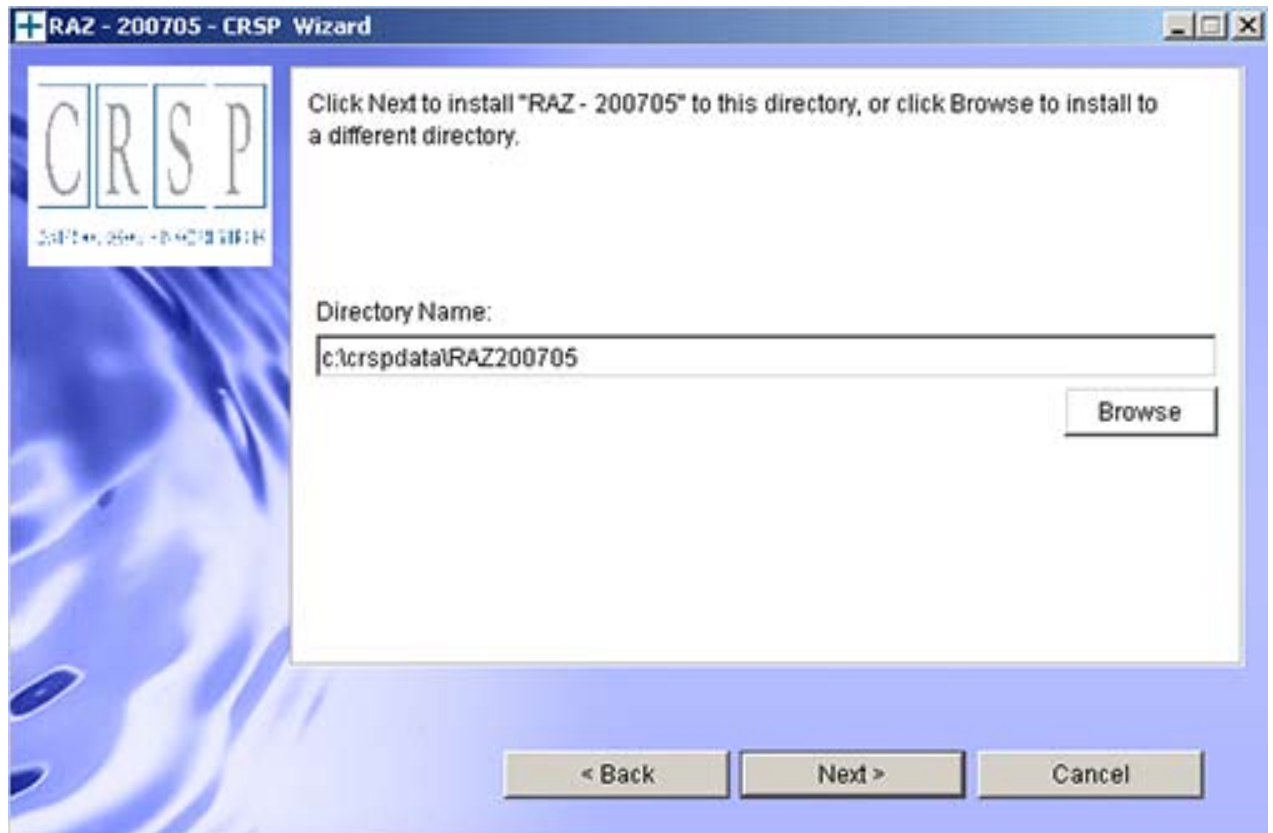 RAZ - 200705 - CRSP Wizard
CRSP
Click Next to install "RAZ - 200705" to this directory, or click Browse to install to
a different directory.
Directory Name:
c:\crspdata\RAZ200705
Browse
< Back
Next >
Cancel